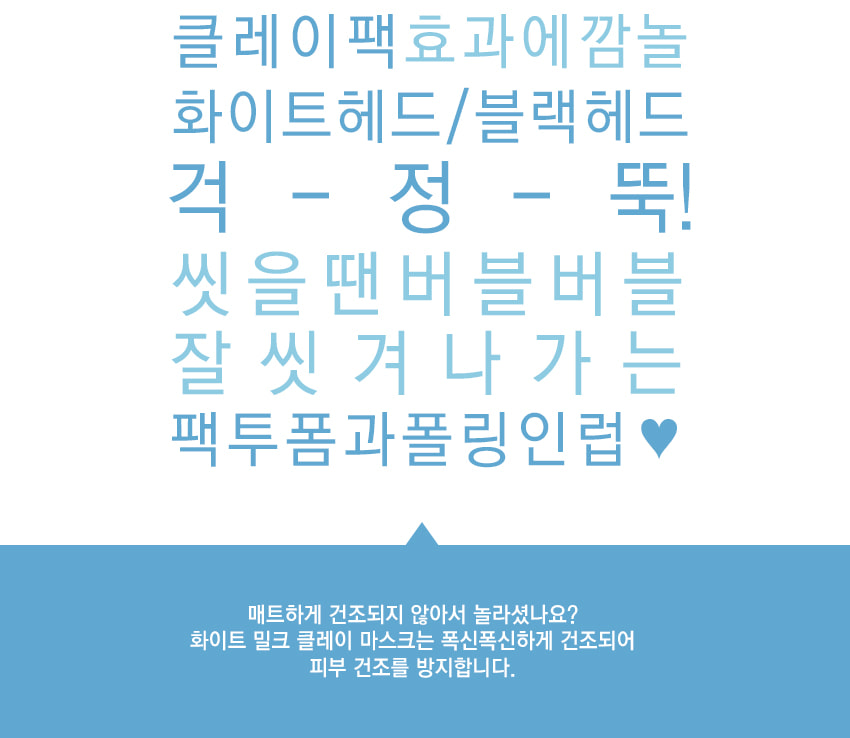 클레이팩효과에깜놀
화이트헤드/블랙헤드
걱 - 정 - 뚝!
씻을땐버블버블
잘씻겨나가는
팩투폼과폴링인럽♥
매트하게 건조되지 않아서 놀라셨나요?
화이트 밀크 클레이 마스크는 폭신폭신하게 건조되어
피부 건조를 방지합니다.